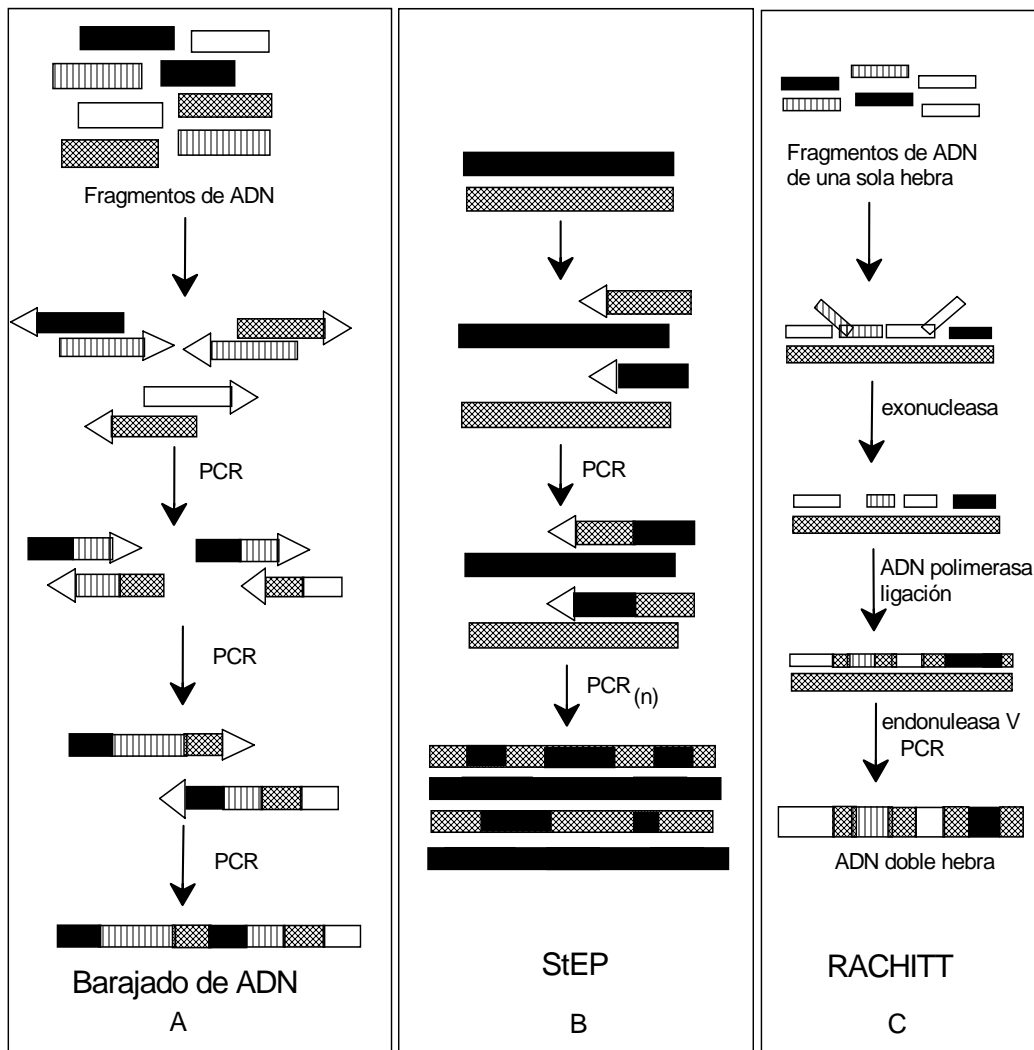 Fragmentos de ADN
PCR
PCR
PCR
Barajado de ADN
A
PCR
PCR (n)
StEP
B
Fragmentos de ADN
de una sola hebra
exonucleasa
ADN polimerasa
ligación
endonuleasa V
PCR
ADN doble hebra
RACHITT
C